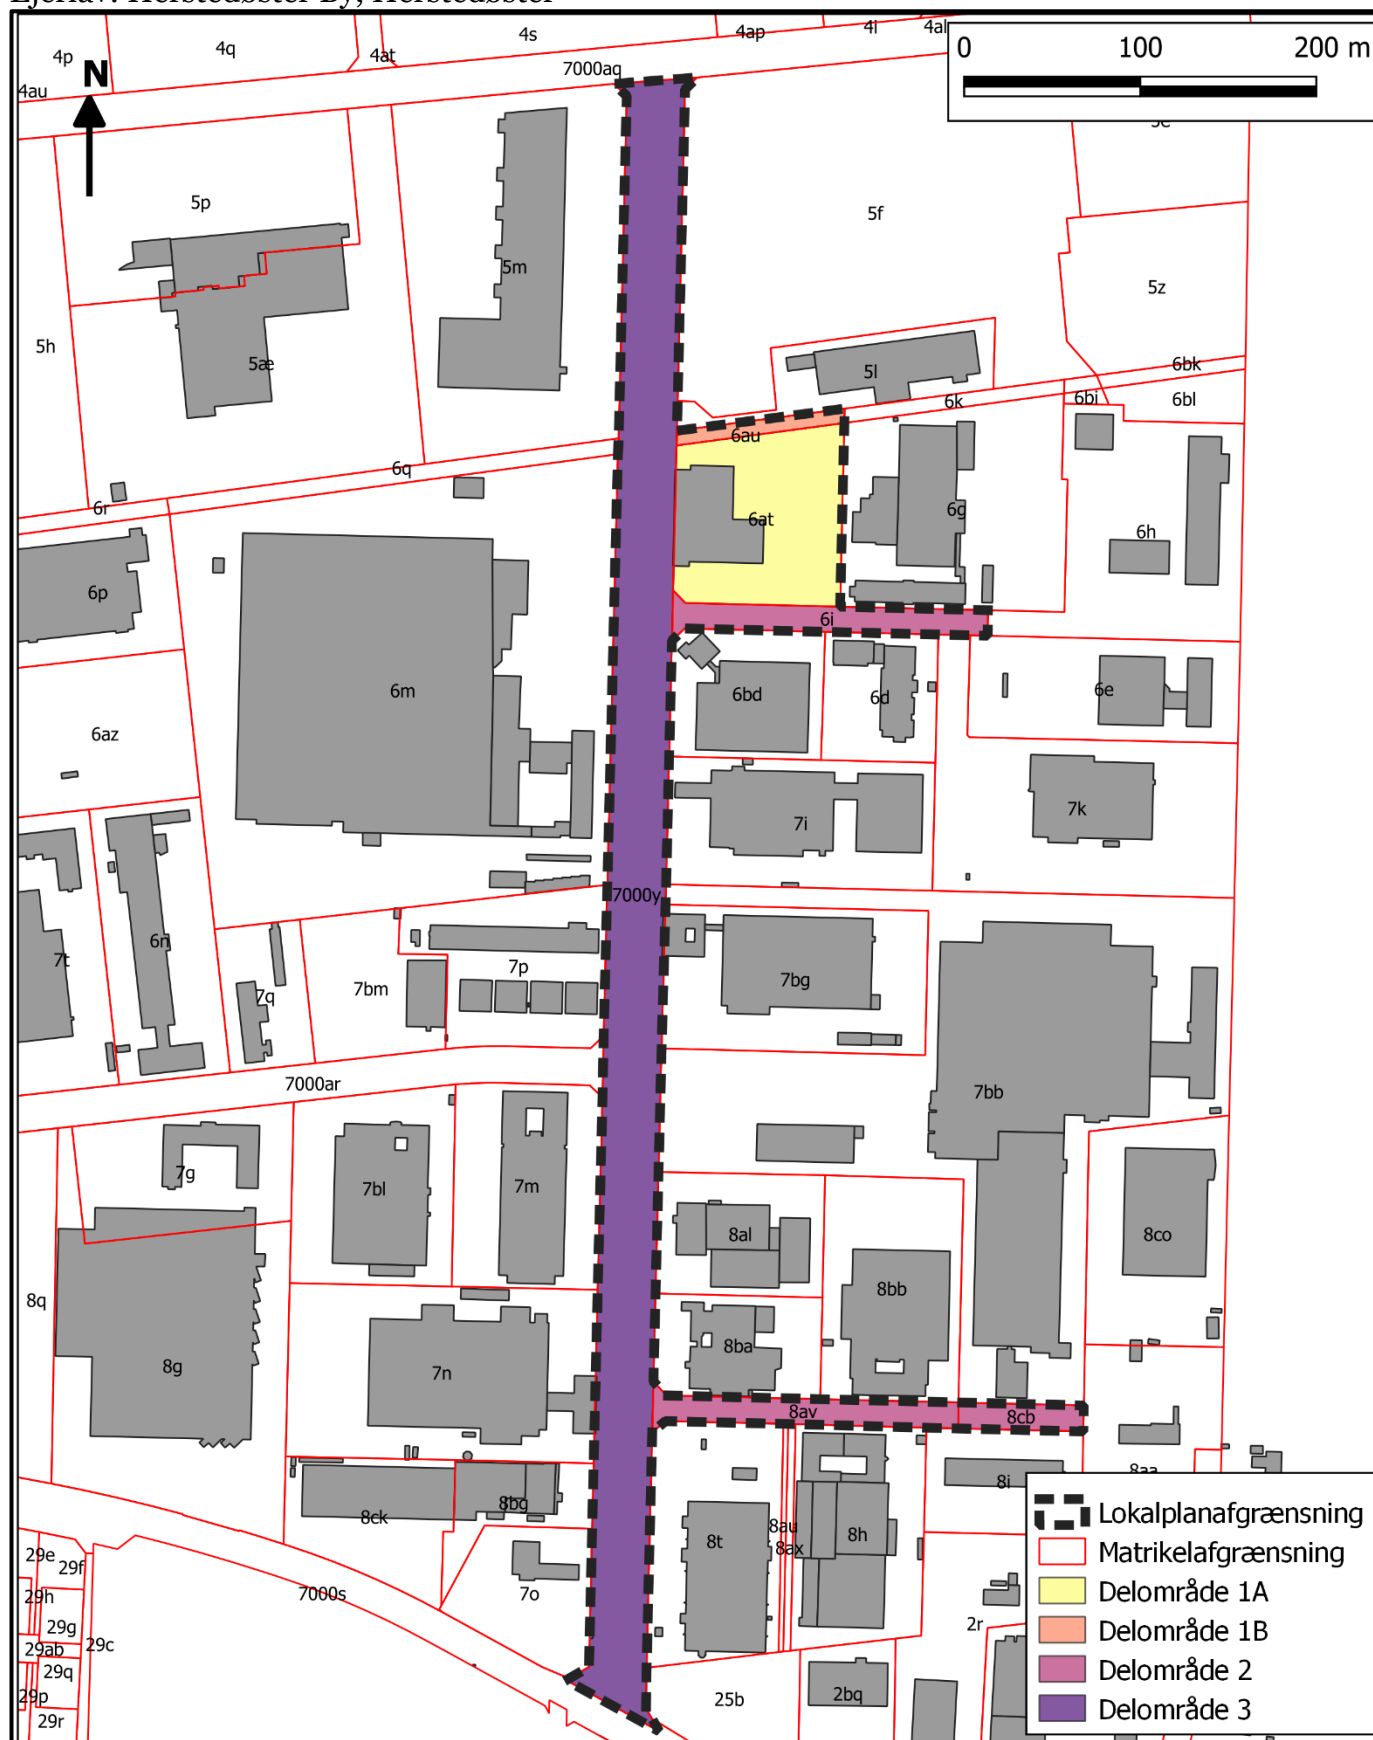 Ejerlav: Herstedøster By, Herstedøster
4p
4q
4at
4s
4ap
4i
4al
0 100 200 m
N
4au
7000aq
5e
5p
5f
5m
5z
5h
5æ
5l
6bk
6k
6bi
6bl
6au
6q
6r
6at
6g
6h
6p
6i
6m
6bd
6d
6e
6az
7i
7k
7000y
7t
6n
7p
7q
7bm
7bg
7000ar
7bb
7g
7bl
7m
8al
8co
8q
8bb
8g
7n
8ba
8av
8cb
8aa
8i
8ck
8bq
8t
8au
8ax
8h
29e
29f
29h
7000s
7o
29g
2r
29ab
29c
29q
29p
25b
2bq
29r
Lokalplanafgrænsning
Matrikelafgrænsning
Delområde 1A
Delområde 1B
Delområde 2
Delområde 3